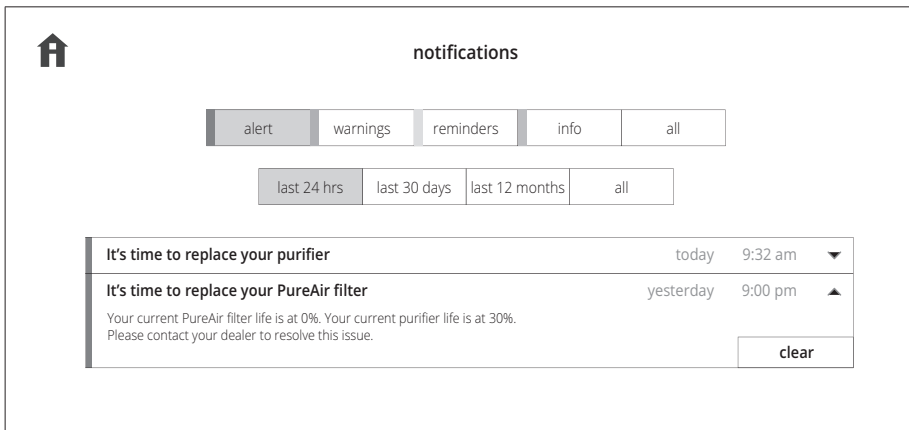 notifications
alert warnings reminders info all
last 24 hrs last 30 days last 12 months all
It’s time to replace your purifier today 9:32 am
It’s time to replace your PureAir filter yesterday 9:00 pm
Your current PureAir filter life is at 0%. Your current purifier life is at 30%.
Please contact your dealer to resolve this issue.
clear